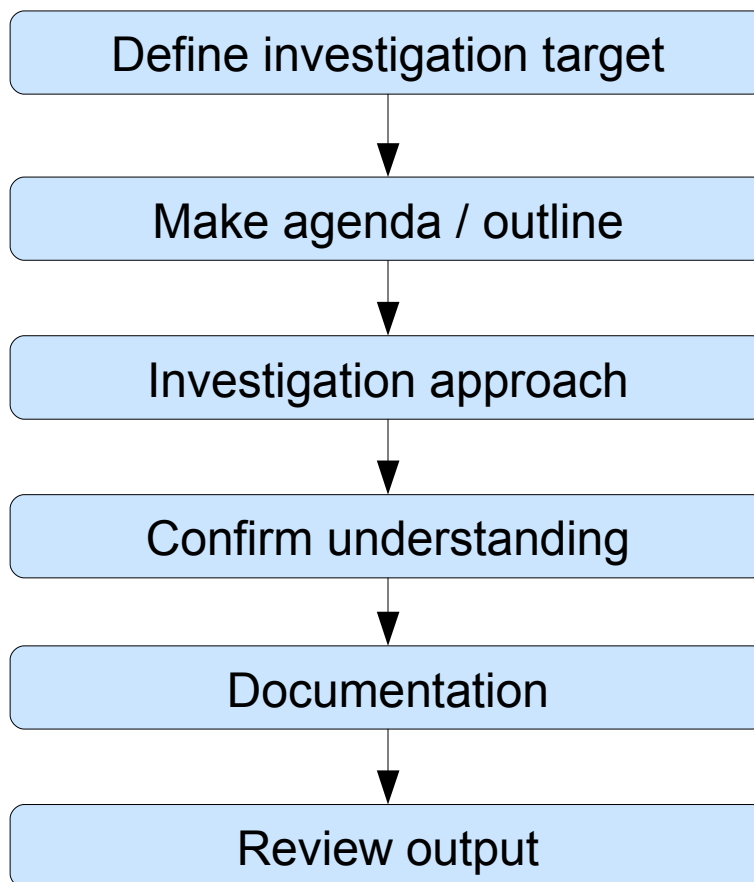 Define investigation target
Make agenda / outline
Investigation approach
Confirm understanding
Documentation
Review output